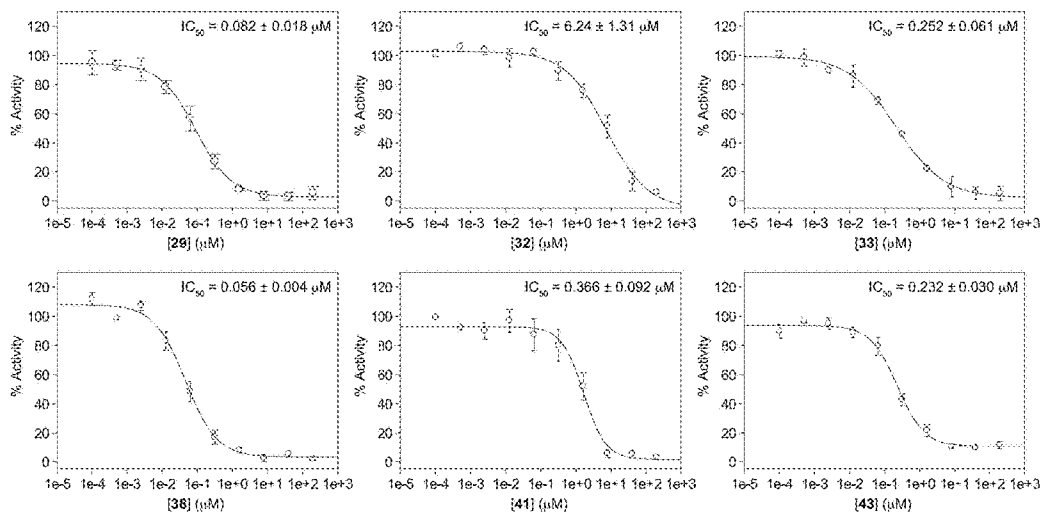 IC50 = 0.082 ± 0.018 μM
% Activity
120
100
80
60
40
20
0
1e-5 1e-4 1e-3 1e-2 1e-1 1e+0 1e+1 1e+2 1e+3
[29] (μM)
IC50 = 6.24 ± 1.31 μM
% Activity
120
100
80
60
40
20
0
1e-5 1e-4 1e-3 1e-2 1e-1 1e+0 1e+1 1e+2 1e+3
[32] (μM)
IC50 = 0.252 ± 0.061 μM
% Activity
120
100
80
60
40
20
0
1e-5 1e-4 1e-3 1e-2 1e-1 1e+0 1e+1 1e+2 1e+3
[33] (μM)
IC50 = 0.056 ± 0.004 μM
% Activity
120
100
80
60
40
20
0
1e-5 1e-4 1e-3 1e-2 1e-1 1e+0 1e+1 1e+2 1e+3
[38] (μM)
IC50 = 0.366 ± 0.092 μM
% Activity
120
100
80
60
40
20
0
1e-5 1e-4 1e-3 1e-2 1e-1 1e+0 1e+1 1e+2 1e+3
[41] (μM)
IC50 = 0.232 ± 0.030 μM
% Activity
120
100
80
60
40
20
0
1e-5 1e-4 1e-3 1e-2 1e-1 1e+0 1e+1 1e+2 1e+3
[43] (μM)